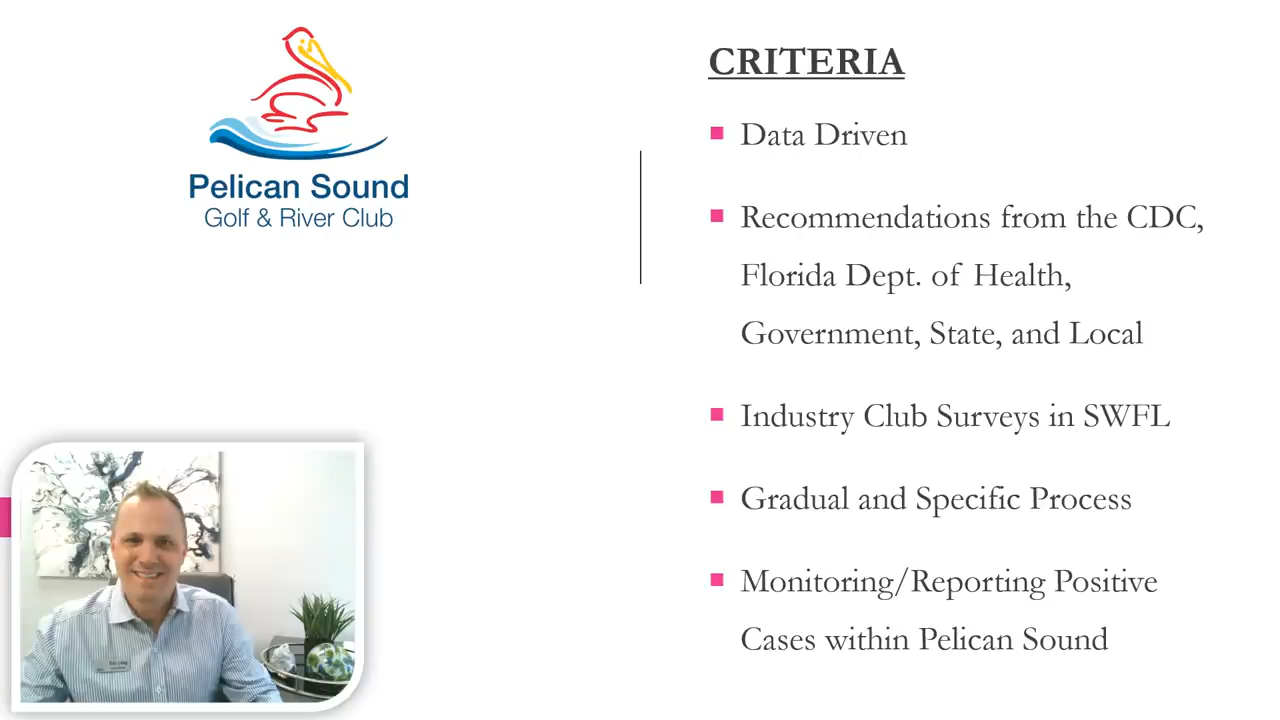 Pelican Sound
Golf & River Club
CRITERIA
Data Driven
Recommendations from the CDC,
Florida Dept. of Health,
Government, State, and Local
Industry Club Surveys in SWFL
Gradual and Specific Process
Monitoring/Reporting Positive
Cases within Pelican Sound